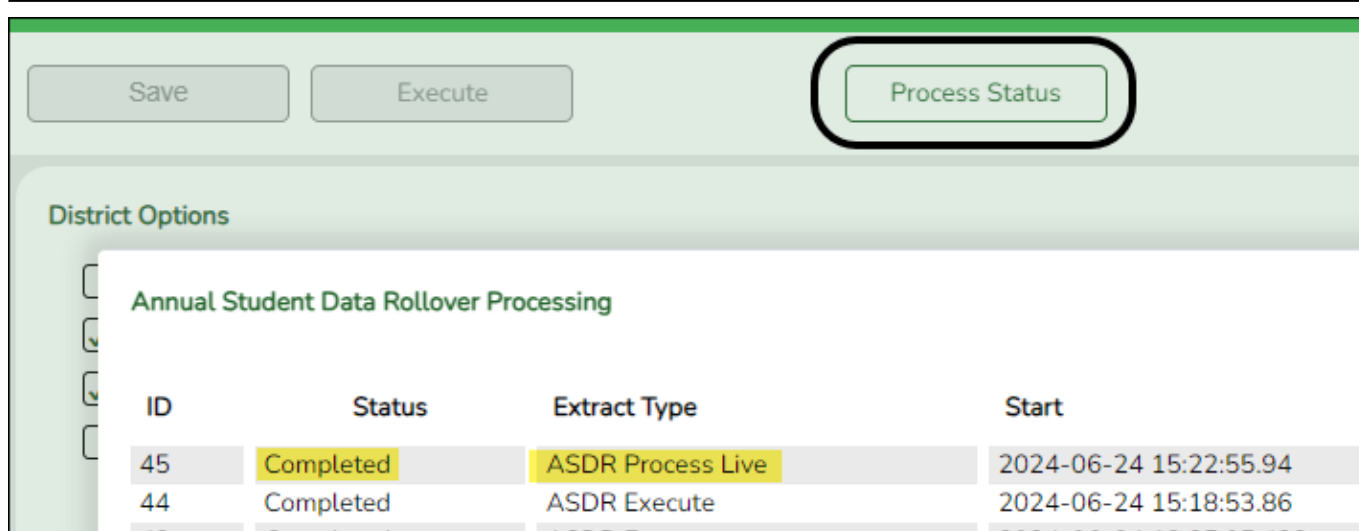 Save Execute Process Status
District Options
Annual Student Data Rollover Processing
ID Status Extract Type Start
45 Completed ASDR Process Live 2024-06-24 15:22:55.94
44 Completed ASDR Execute 2024-06-24 15:18:53.86